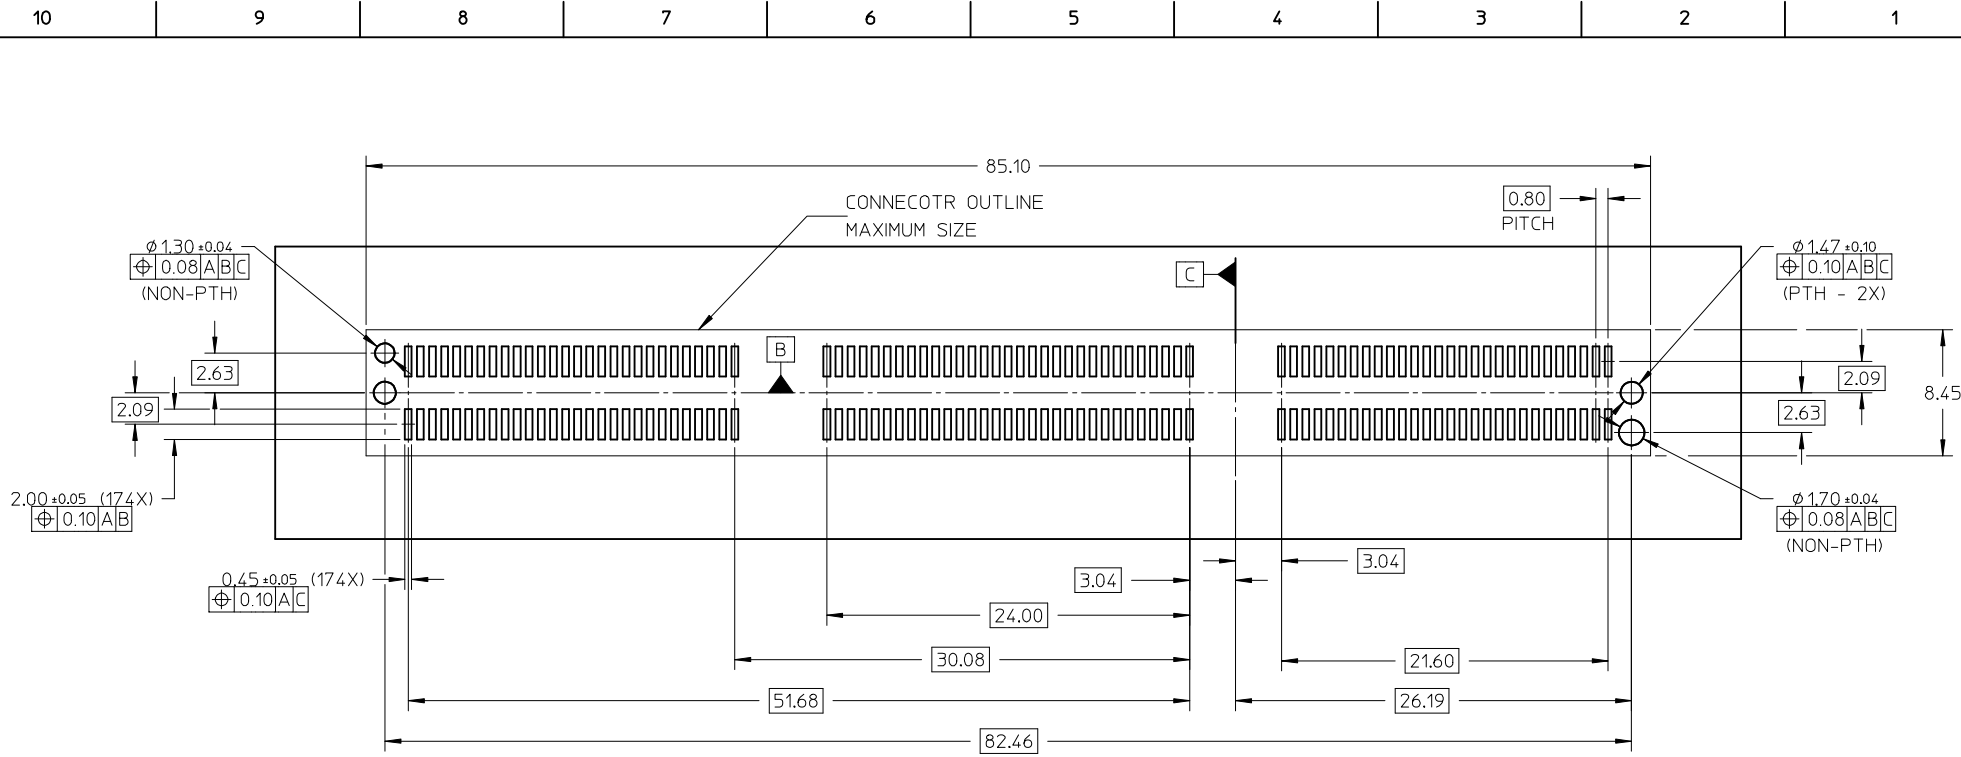 10 9 8 7 6 5 4 3 2 1
85.10
CONNECOTR OUTLINE
MAXIMUM SIZE
0.80
PITCH
⌀1.30 ±0.04
⌖ 0.08 A B C
(NON-PTH)
C
⌀1.47 ±0.10
⌖ 0.10 A B C
(PTH - 2X)
B
2.63
2.09
2.09
2.63
8.45
2.00 ±0.05 (174X)
⌖ 0.10 A B
⌀1.70 ±0.04
⌖ 0.08 A B C
(NON-PTH)
0.45 ±0.05 (174X)
⌖ 0.10 A C
3.04
3.04
24.00
30.08
21.60
51.68
26.19
82.46